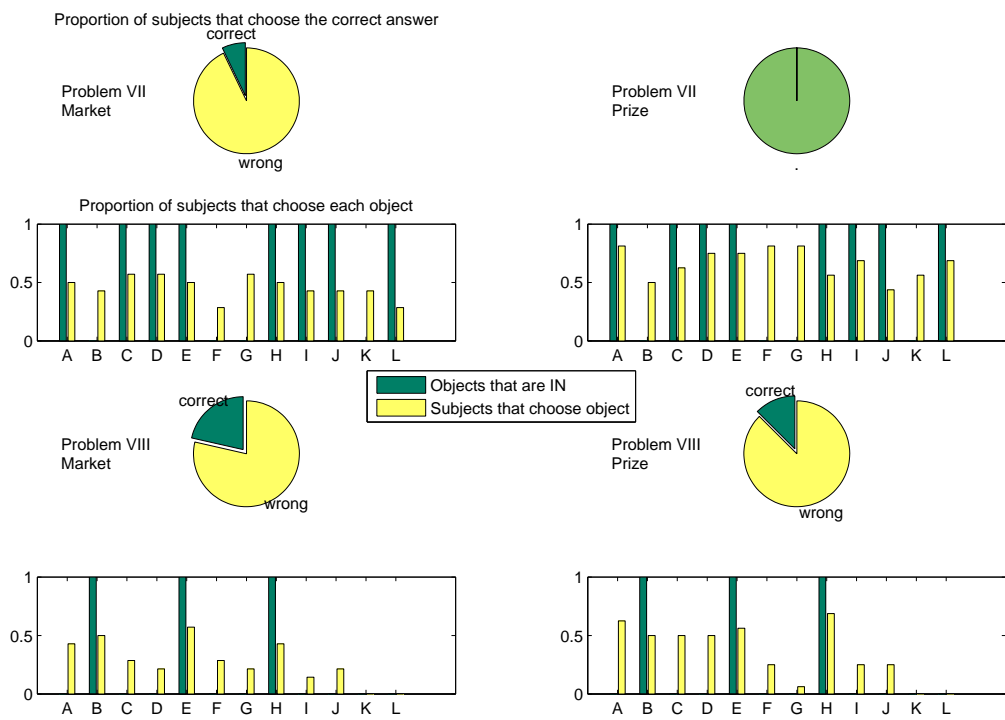 Proportion of subjects that choose the correct answer
correct
Problem VII
Market
wrong
Problem VII
Prize
.
Proportion of subjects that choose each object
1
0.5
0
A B C D E F G H I J K L
1
0.5
0
A B C D E F G H I J K L
Objects that are IN
Subjects that choose object
correct
Problem VIII
Market
wrong
correct
Problem VIII
Prize
wrong
1
0.5
0
A B C D E F G H I J K L
1
0.5
0
A B C D E F G H I J K L